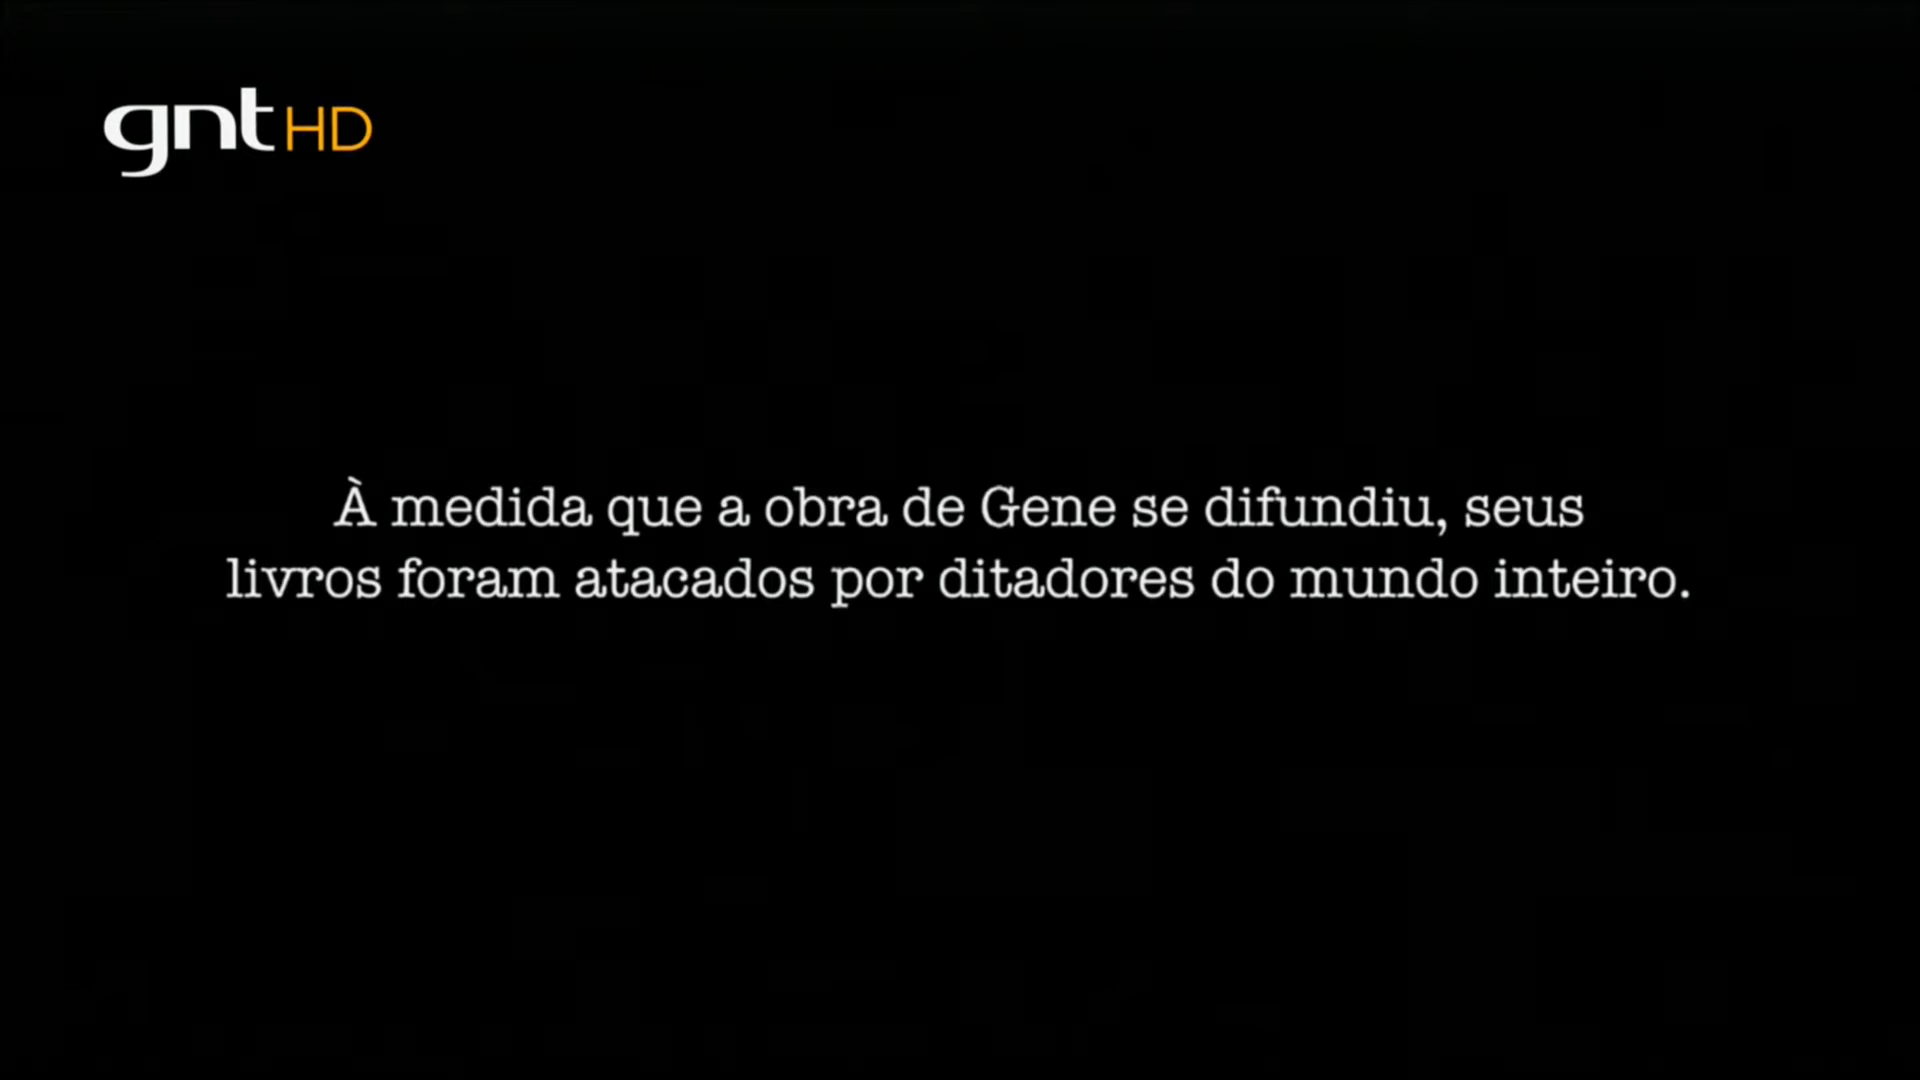 gnt HD
À medida que a obra de Gene se difundiu, seus
livros foram atacados por ditadores do mundo inteiro.